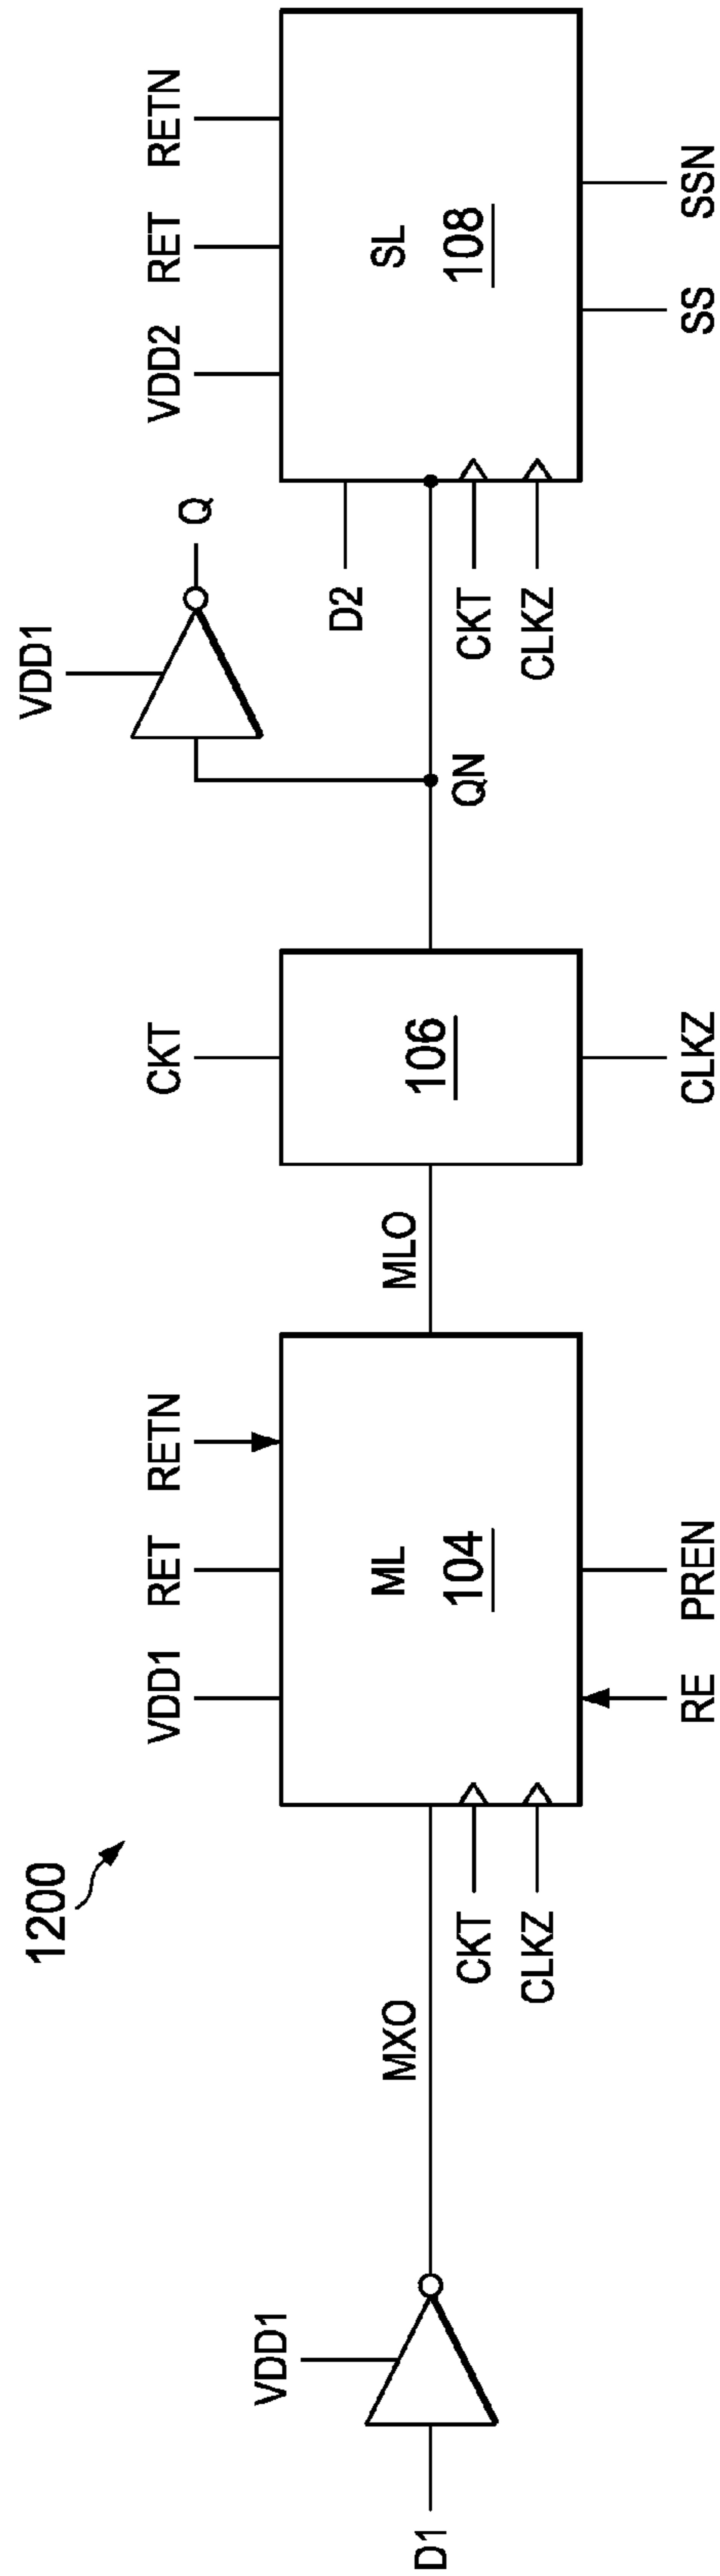 1200
D1
VDD1
MXO
CKT
CLKZ
VDD1
RET
RETN
ML
104
RE
PREN
MLO
CKT
106
CLKZ
QN
VDD1
Q
D2
CKT
CLKZ
VDD2
RET
RETN
SL
108
SS
SSN